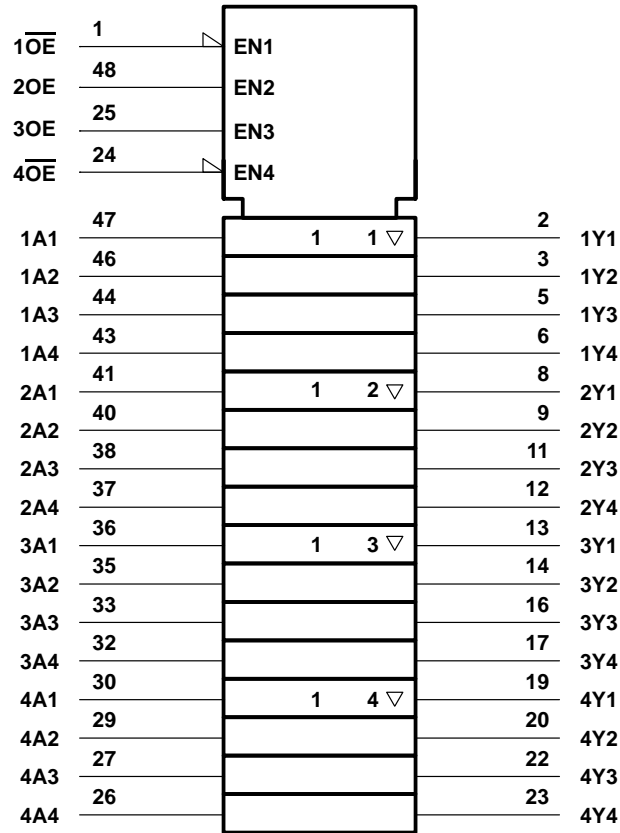 1O̅E̅ 1 EN1
2OE 48 EN2
3OE 25 EN3
4O̅E̅ 24 EN4
1A1 47 1 1 ▽ 2 1Y1
1A2 46 3 1Y2
1A3 44 5 1Y3
1A4 43 6 1Y4
2A1 41 1 2 ▽ 8 2Y1
2A2 40 9 2Y2
2A3 38 11 2Y3
2A4 37 12 2Y4
3A1 36 1 3 ▽ 13 3Y1
3A2 35 14 3Y2
3A3 33 16 3Y3
3A4 32 17 3Y4
4A1 30 1 4 ▽ 19 4Y1
4A2 29 20 4Y2
4A3 27 22 4Y3
4A4 26 23 4Y4